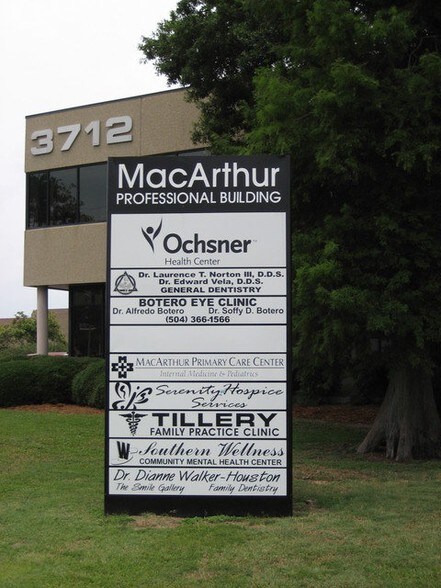 3712
MacArthur
PROFESSIONAL BUILDING
Ochsner™
Health Center
Dr. Laurence T. Norton III, D.D.S.
Dr. Edward Vela, D.D.S.
GENERAL DENTISTRY
BOTERO EYE CLINIC
Dr. Alfredo Botero Dr. Soffy D. Botero
(504) 366-1566
MACARTHUR PRIMARY CARE CENTER
Internal Medicine & Pediatrics
Serenity Hospice
Services
TILLERY
FAMILY PRACTICE CLINIC
W Southern Wellness
COMMUNITY MENTAL HEALTH CENTER
Dr. Dianne Walker-Houston
The Smile Gallery Family Dentistry